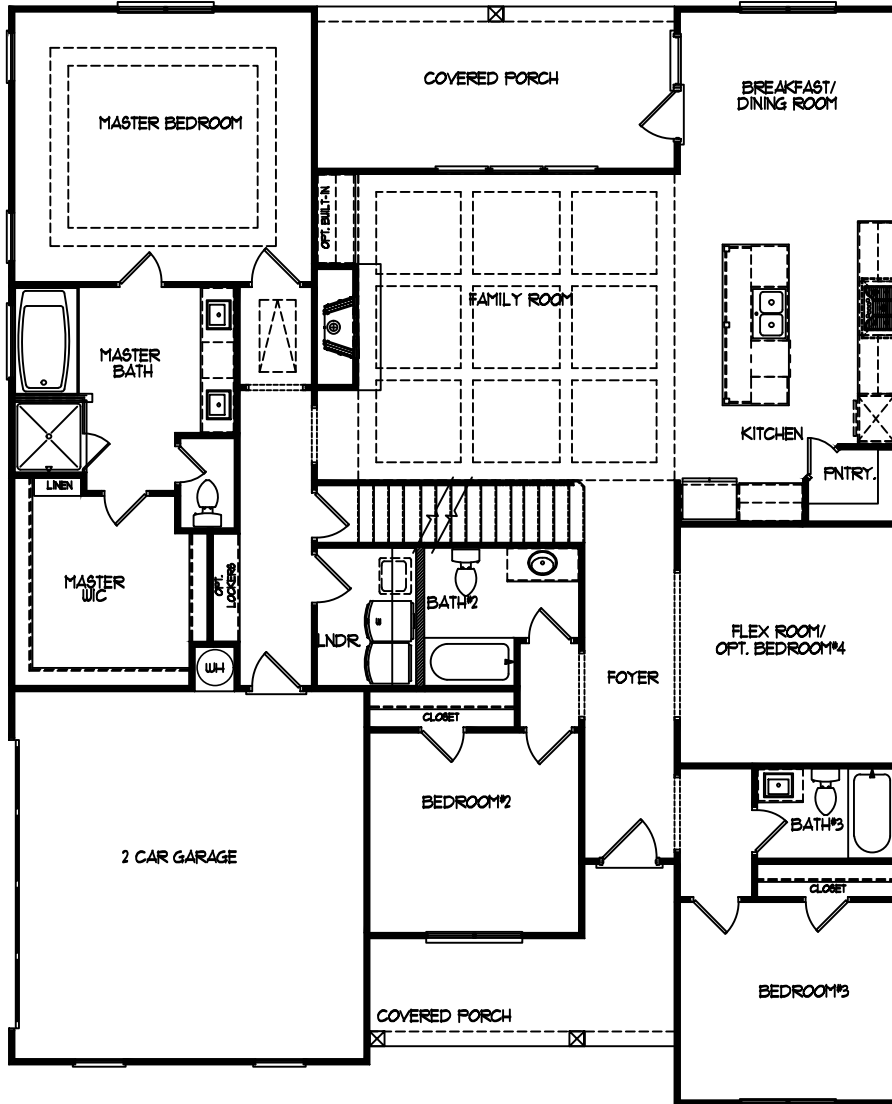 COVERED PORCH
BREAKFAST/
DINING ROOM
MASTER BEDROOM
OPT. BUILT-IN
FAMILY ROOM
MASTER
BATH
KITCHEN
PNTRY.
LINEN
MASTER
WIC
OPT.
LOCKERS
BATH#2
LNDR.
FLEX ROOM/
OPT. BEDROOM#4
WH
FOYER
CLOSET
BEDROOM#2
BATH#3
2 CAR GARAGE
CLOSET
BEDROOM#3
COVERED PORCH